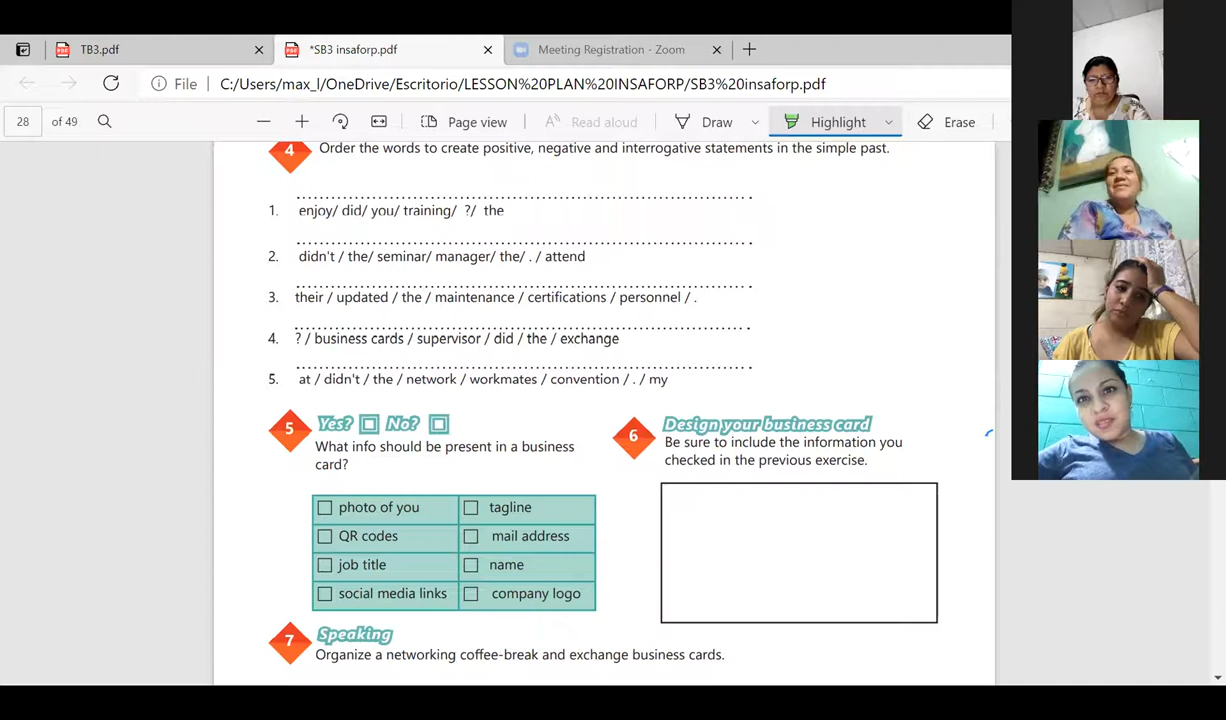 TB3.pdf
*SB3 insaforp.pdf
Meeting Registration - Zoom
File
C:/Users/max_l/OneDrive/Escritorio/LESSON%20PLAN%20INSAFORP/SB3%20insaforp.pdf
28 of 49
Page view
Read aloud
Draw
Highlight
Erase
4 Order the words to create positive, negative and interrogative statements in the simple past.
1. enjoy/ did/ you/ training/ ?/ the
2. didn't / the/ seminar/ manager/ the/ . / attend
3. their / updated / the / maintenance / certifications / personnel / .
4. ? / business cards / supervisor / did / the / exchange
5. at / didn't / the / network / workmates / convention / . / my
5 Yes? No?
What info should be present in a business
card?
photo of you tagline
QR codes mail address
job title name
social media links company logo
6 Design your business card
Be sure to include the information you
checked in the previous exercise.
7 Speaking
Organize a networking coffee-break and exchange business cards.